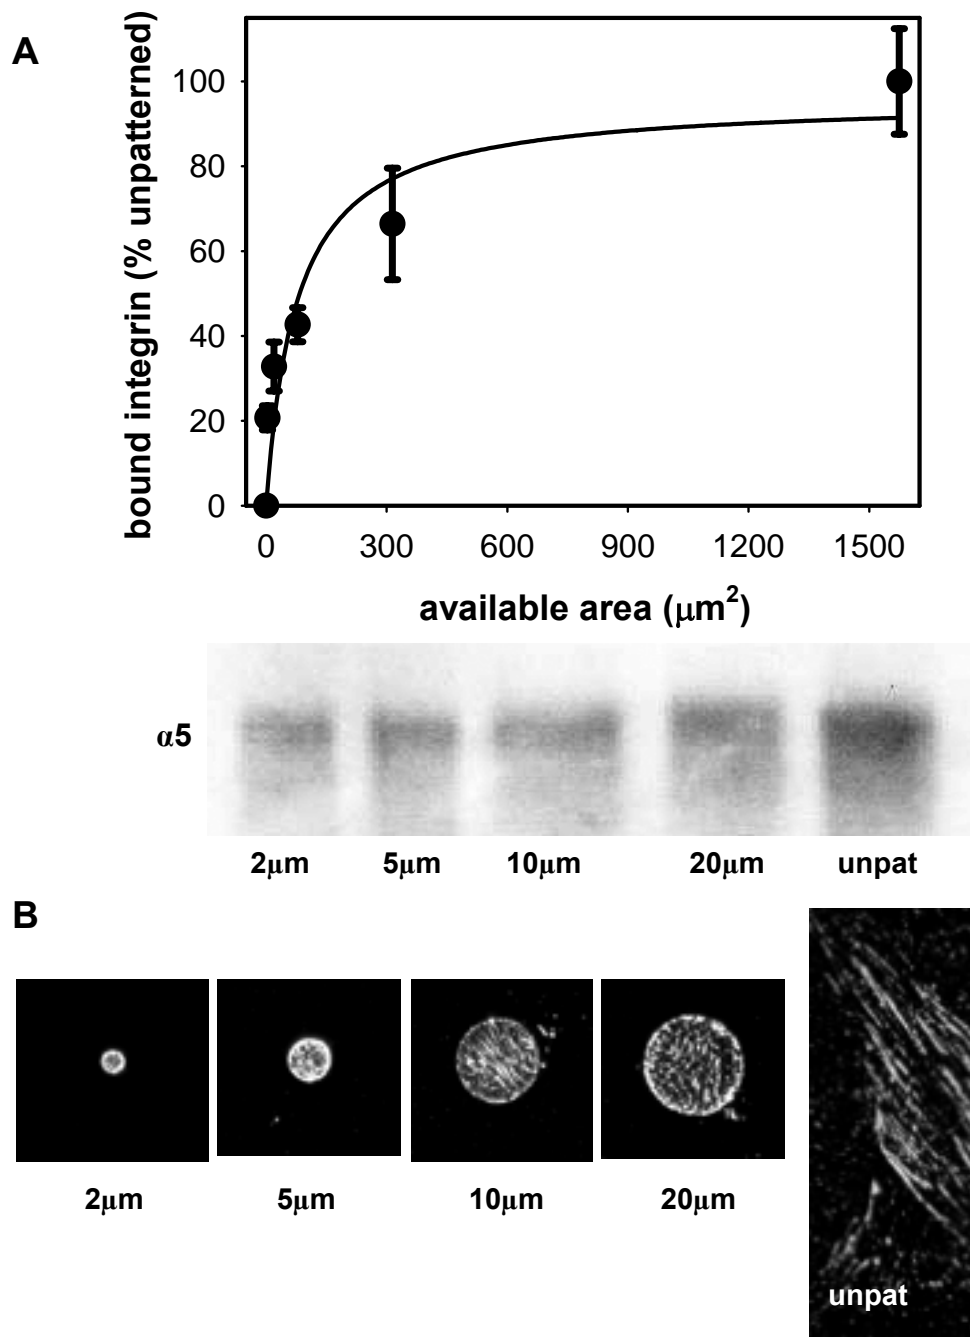 A
bound integrin (% unpatterned)
100
80
60
40
20
0
0 300 600 900 1200 1500
available area (μm²)
α5
2μm 5μm 10μm 20μm unpat
B
2μm 5μm 10μm 20μm
unpat